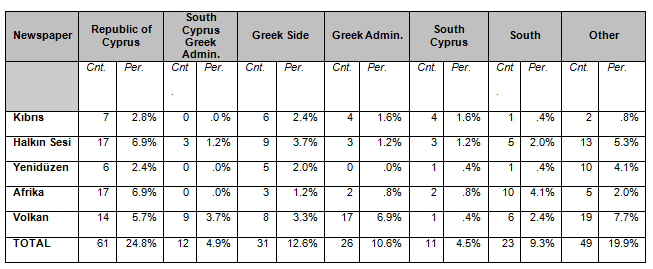 Newspaper Republic of Cyprus South Cyprus Greek Admin. Greek Side Greek Admin. South Cyprus South Other
Cnt. Per. Cnt . Per. Cnt. Per. Cnt. Per. Cnt. Per. Cnt . Per. Cnt. Per.
Kıbrıs 7 2.8% 0 .0 % 6 2.4% 4 1.6% 4 1.6% 1 .4% 2 .8%
Halkın Sesi 17 6.9% 3 1.2% 9 3.7% 3 1.2% 3 1.2% 5 2.0% 13 5.3%
Yenidüzen 6 2.4% 0 .0% 5 2.0% 0 .0% 1 .4% 1 .4% 10 4.1%
Afrika 17 6.9% 0 .0% 3 1.2% 2 .8% 2 .8% 10 4.1% 5 2.0%
Volkan 14 5.7% 9 3.7% 8 3.3% 17 6.9% 1 .4% 6 2.4% 19 7.7%
TOTAL 61 24.8% 12 4.9% 31 12.6% 26 10.6% 11 4.5% 23 9.3% 49 19.9%